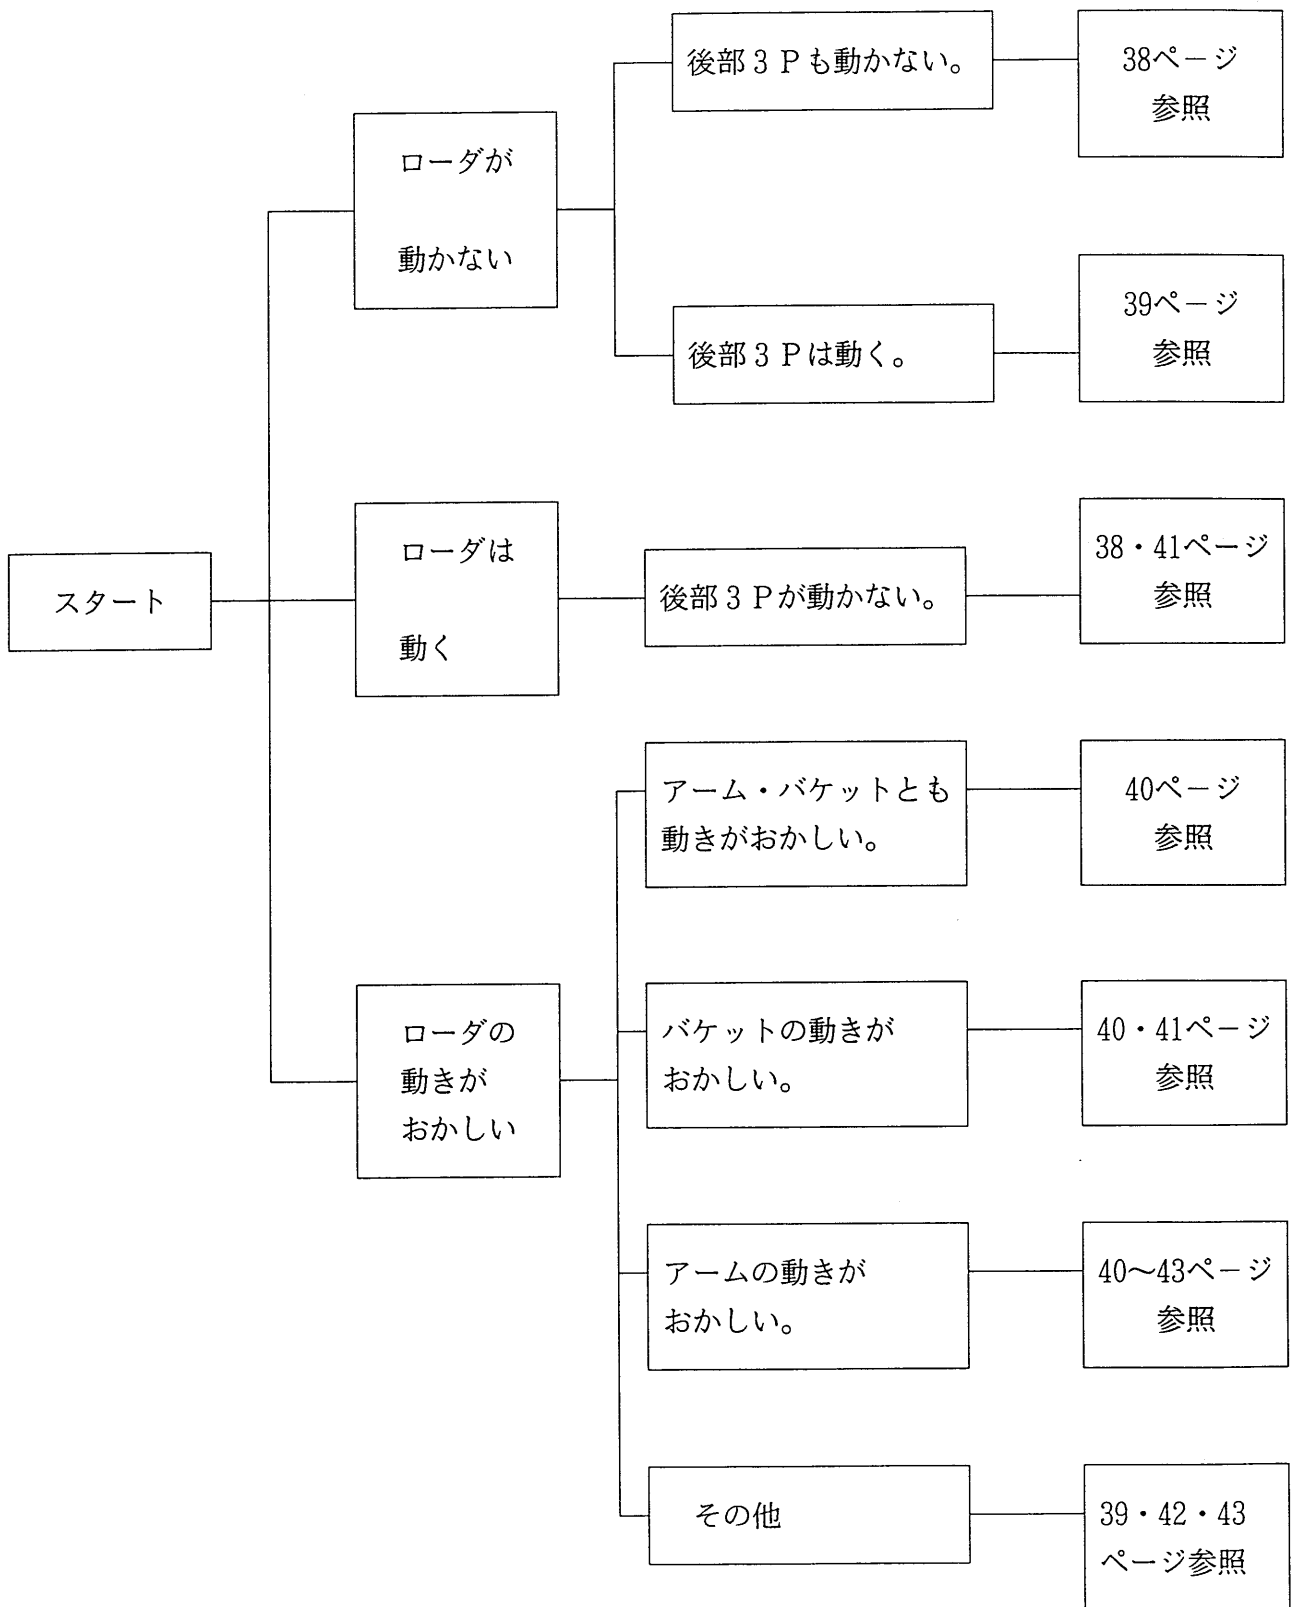 スタート
ローダが
動かない
後部3Pも動かない。
38ページ
参照
後部3Pは動く。
39ページ
参照
ローダは
動く
後部3Pが動かない。
38・41ページ
参照
ローダの
動きが
おかしい
アーム・バケットとも
動きがおかしい。
40ページ
参照
バケットの動きが
おかしい。
40・41ページ
参照
アームの動きが
おかしい。
40〜43ページ
参照
その他
39・42・43
ページ参照